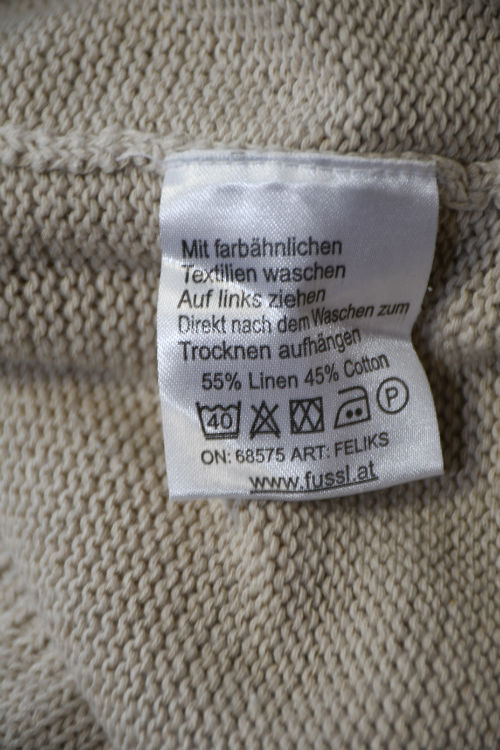 Mit farbähnlichen
Textilien waschen
Auf links ziehen
Direkt nach dem Waschen zum
Trocknen aufhängen
55% Linen 45% Cotton
40 P
ON: 68575 ART: FELIKS
www.fussl.at